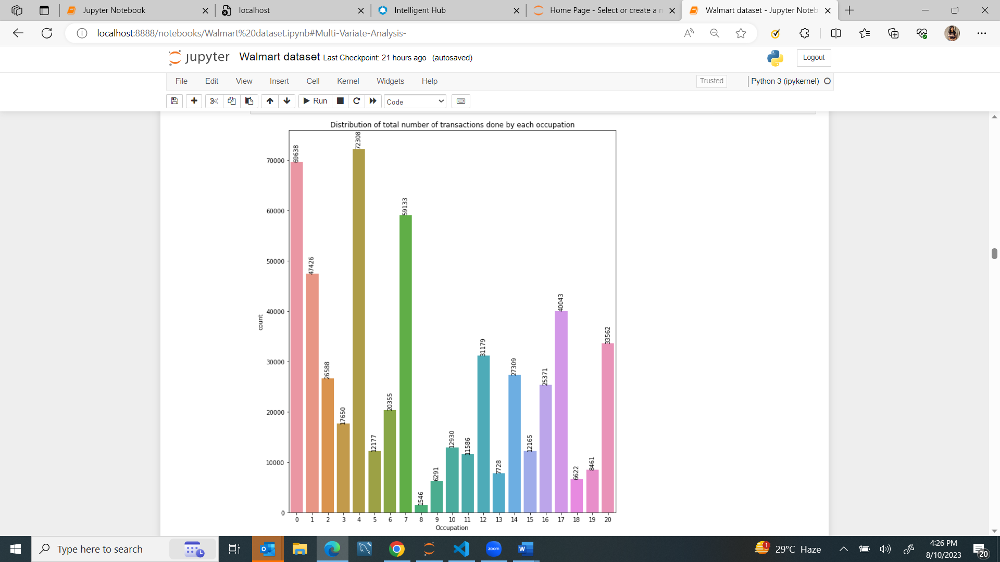 Jupyter Notebook
localhost
Intelligent Hub
Home Page - Select or create a n
Walmart dataset - Jupyter Noteb
localhost:8888/notebooks/Walmart%20dataset.ipynb#Multi-Variate-Analysis-
jupyter Walmart dataset Last Checkpoint: 21 hours ago (autosaved)
Logout
File Edit View Insert Cell Kernel Widgets Help
Trusted
Python 3 (ipykernel)
Run
Code
Distribution of total number of transactions done by each occupation
70000
60000
50000
40000
30000
20000
10000
0
count
69638
47426
26588
17650
72308
12177
20355
59133
1546
6291
12930
11586
31179
7728
27309
12165
25371
40043
6622
8461
33562
0 1 2 3 4 5 6 7 8 9 10 11 12 13 14 15 16 17 18 19 20
Occupation
Type here to search
zoom
1
29°C Haze
4:26 PM
8/10/2023
20